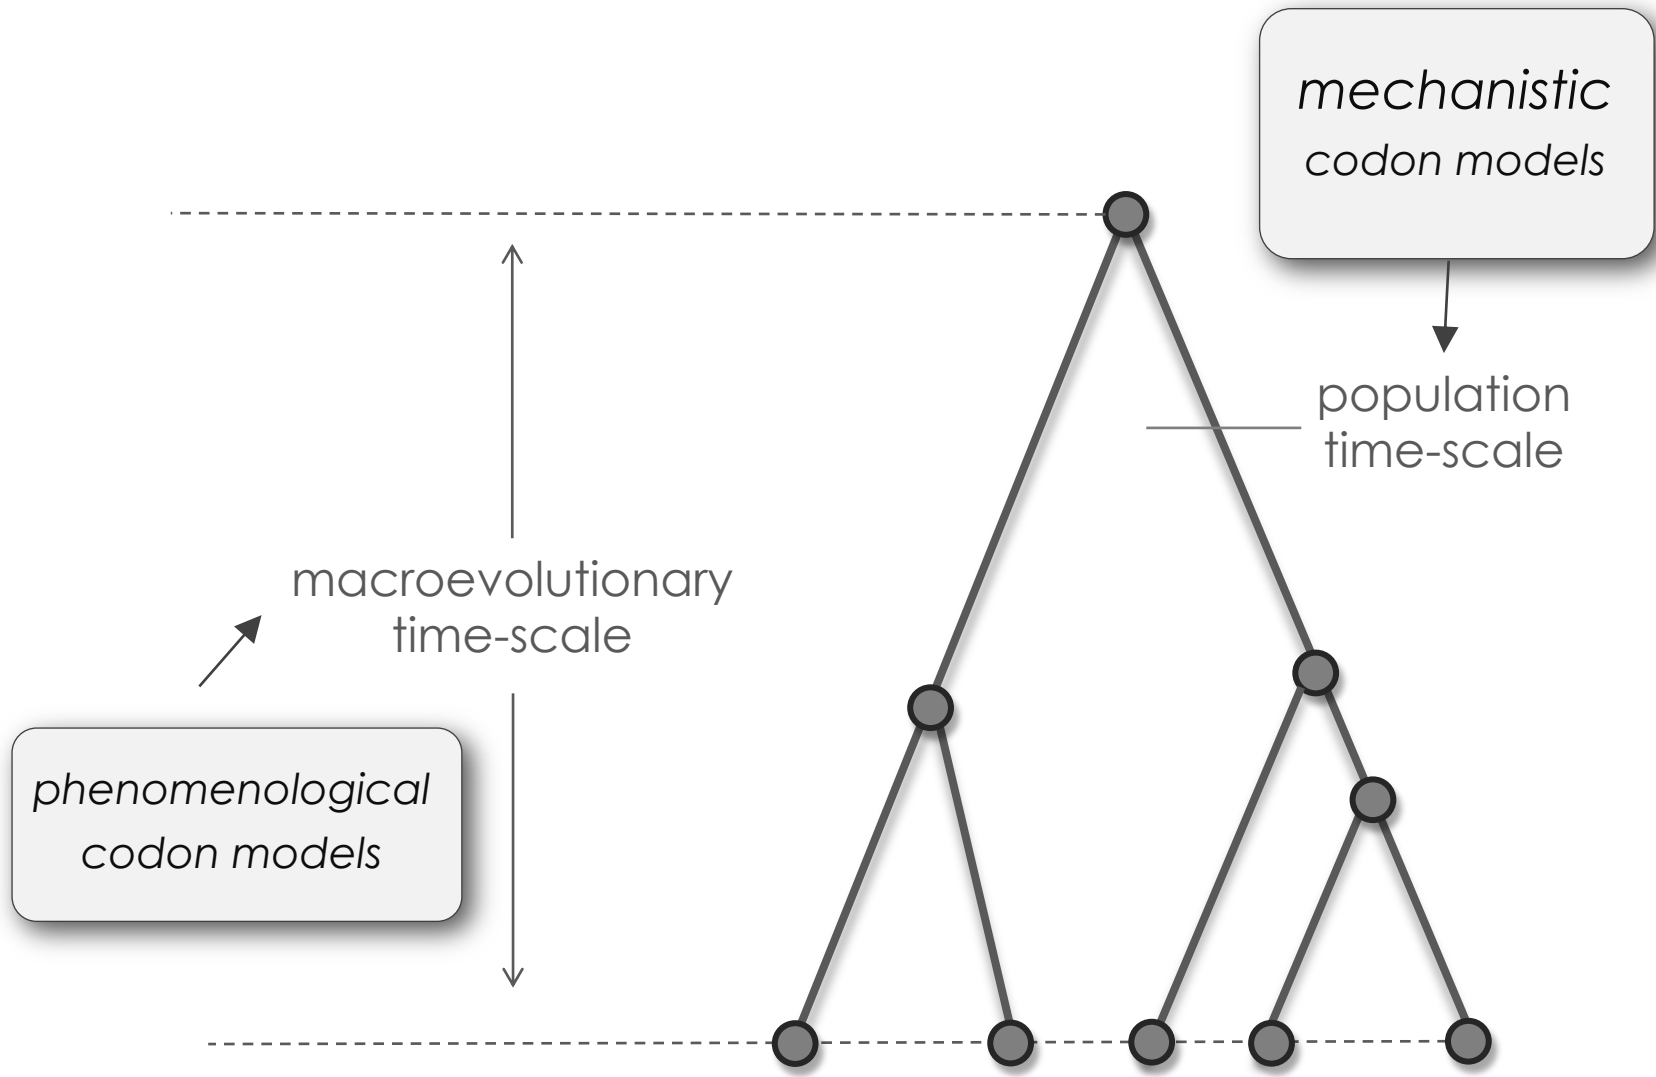 mechanistic
codon models
population
time-scale
macroevolutionary
time-scale
phenomenological
codon models